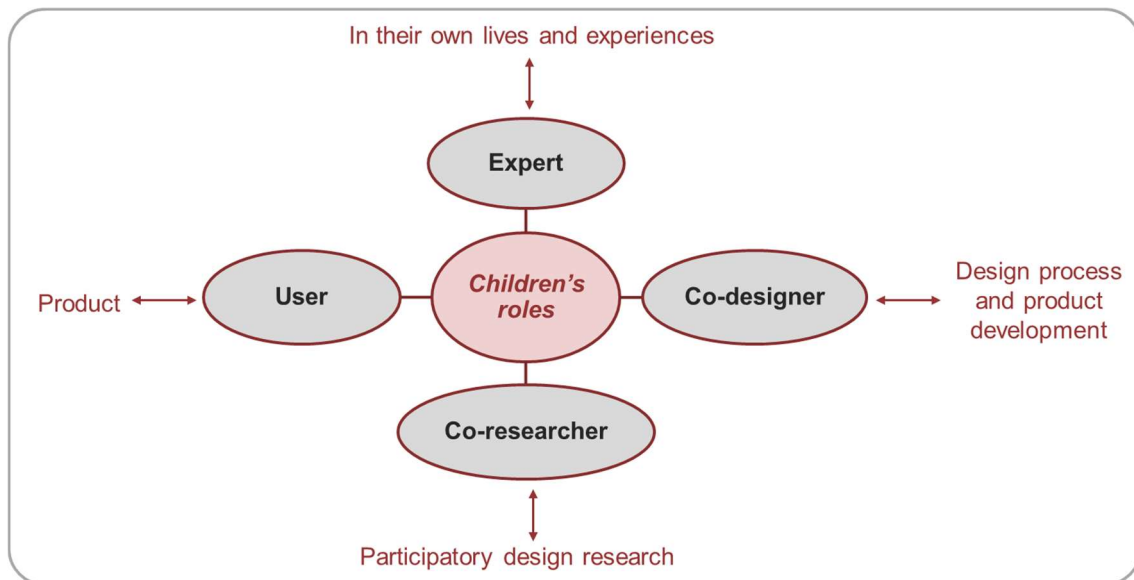 In their own lives and experiences
Expert
User
Children's
roles
Co-designer
Product
Design process
and product
development
Co-researcher
Participatory design research